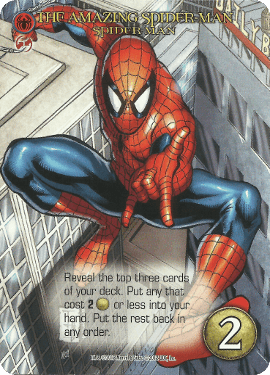 THE AMAZING SPIDER-MAN
SPIDER-MAN
Reveal the top three cards
of your deck. Put any that
cost 2 or less into your
hand. Put the rest back in
any order.
2